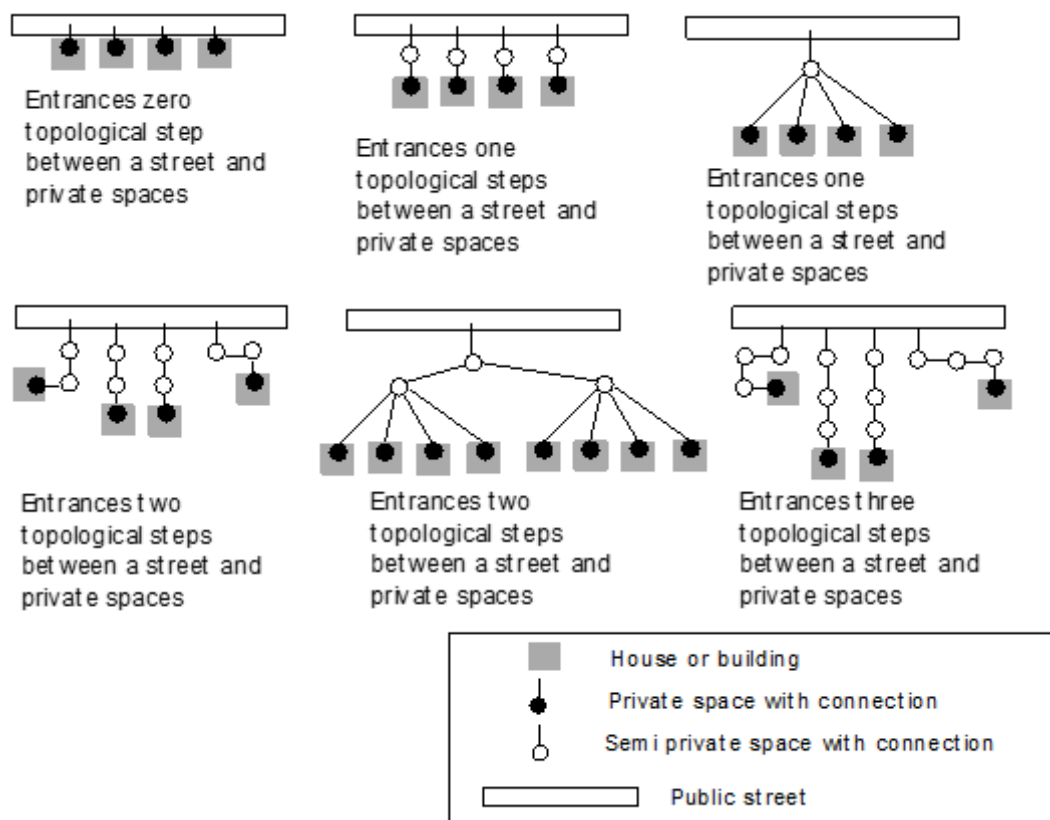 Entrances zero
topological step
between a street and
private spaces
Entrances one
topological steps
between a street and
private spaces
Entrances one
topological steps
between a street and
private spaces
Entrances two
topological steps
between a street and
private spaces
Entrances two
topological steps
between a street and
private spaces
Entrances three
topological steps
between a street and
private spaces
House or building
Private space with connection
Semi private space with connection
Public street